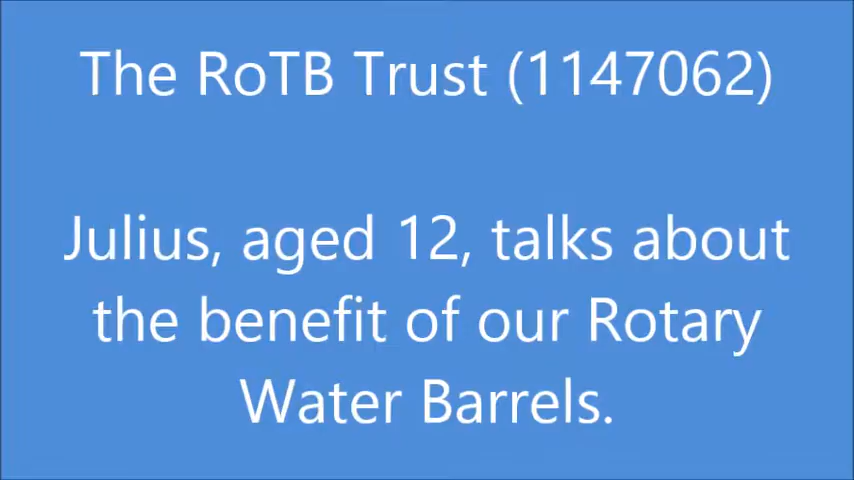 The RoTB Trust (1147062)
Julius, aged 12, talks about
the benefit of our Rotary
Water Barrels.